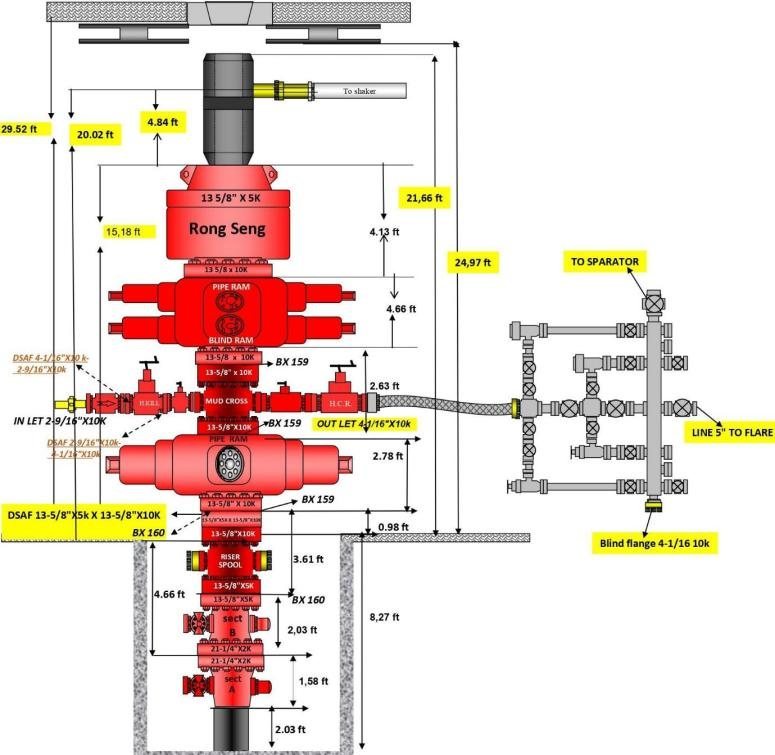 To shaker
29.52 ft
20.02 ft
4.84 ft
13 5/8" X 5K
21,66 ft
15,18 ft
Rong Seng
4.13 ft
24,97 ft
TO SPARATOR
13 5/8 x 10K
PIPE RAM
4.66 ft
BLIND RAM
DSAF 4-1/16"X10 k-
2-9/16"X10k
13-5/8 x 10K
BX 159
13-5/8" x 10K
2.63 ft
H.KILL
MUD CROSS
H.C.R.
IN LET 2-9/16"X10K
OUT LET 4-1/16"X10k
13-5/8"X10K
BX 159
LINE 5" TO FLARE
DSAF 2-9/16"X10k-
4-1/16"X10k
PIPE RAM
2.78 ft
BX 159
13-5/8" X 10K
DSAF 13-5/8"X5k X 13-5/8"X10K
13-5/8"X5K X 13-5/8"X10K
0.98 ft
BX 160
13-5/8"X10K
Blind flange 4-1/16 10k
RISER
SPOOL
3.61 ft
4.66 ft
13-5/8"X5K
13-5/8"X5K
BX 160
8,27 ft
sect
B
2,03 ft
21-1/4"X2K
21-1/4"X2K
sect
A
1,58 ft
2.03 ft